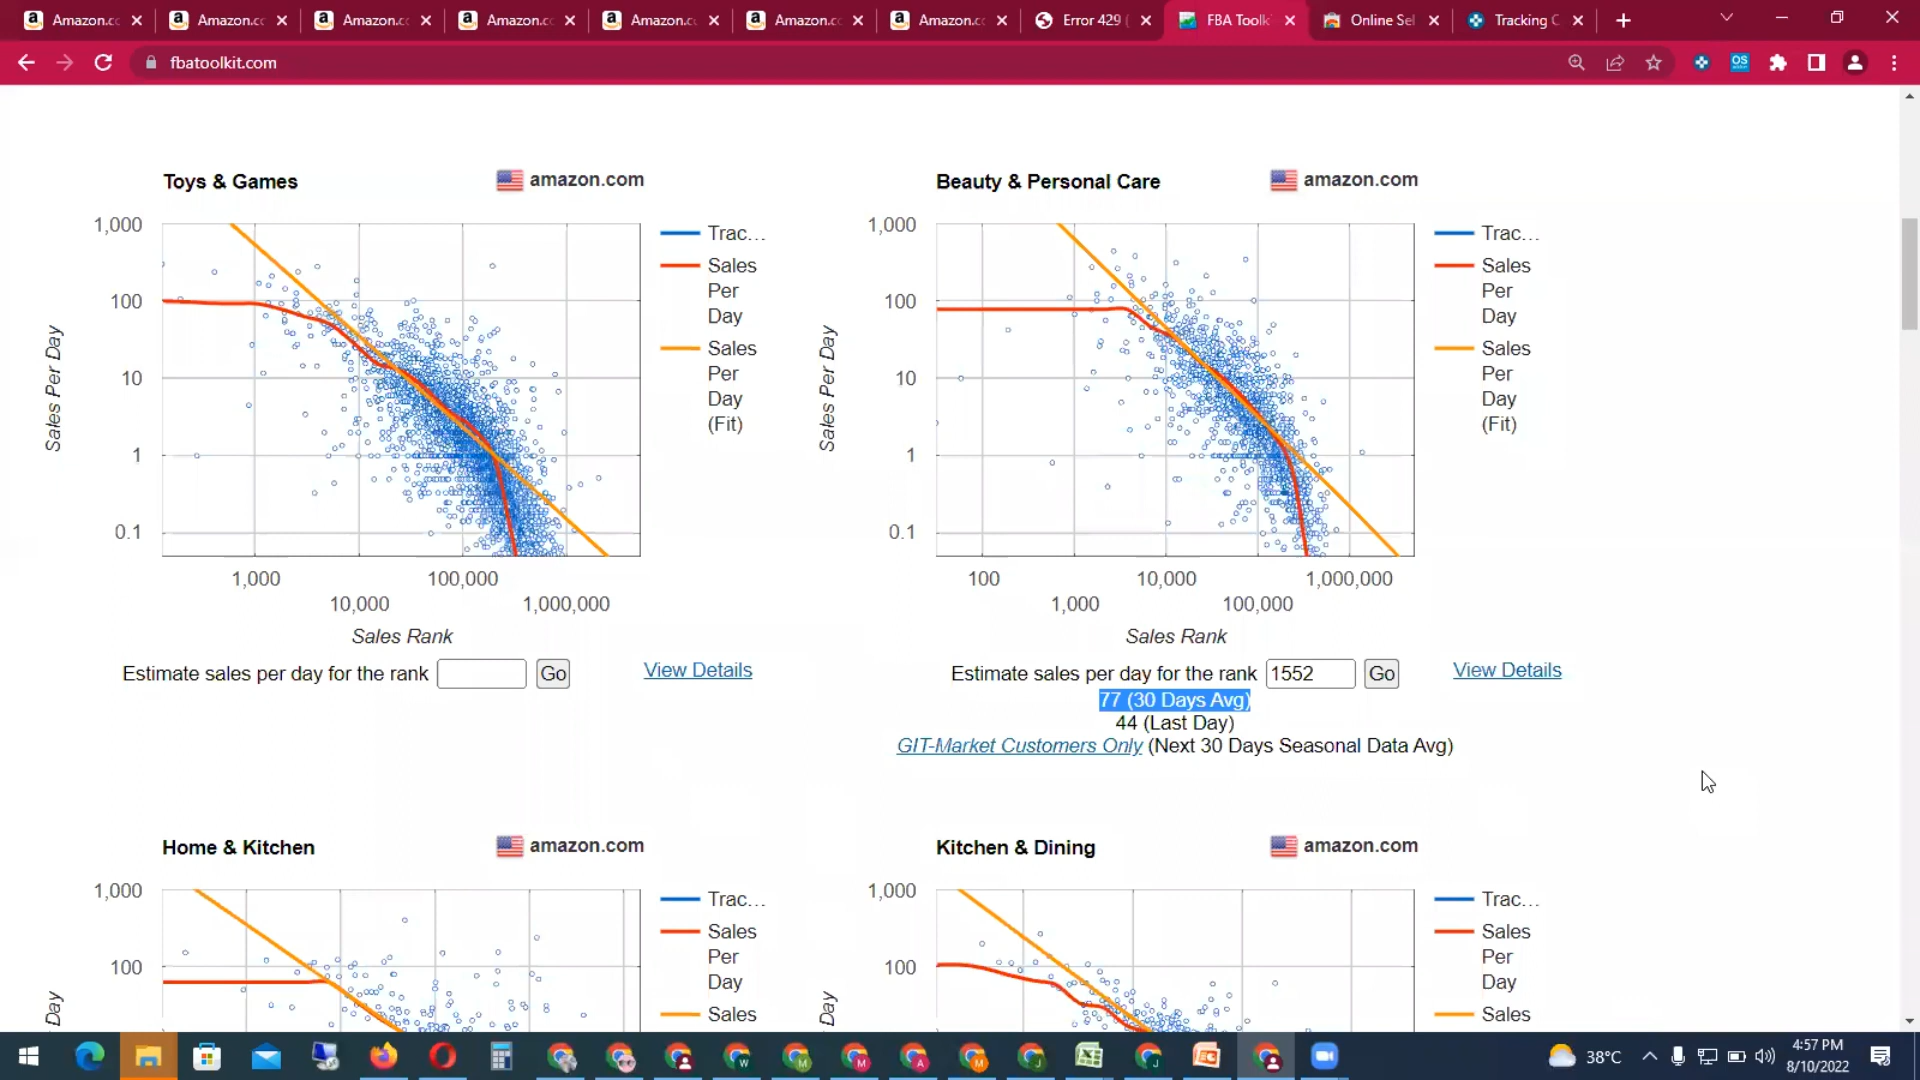 Amazon.co
Amazon.co
Amazon.co
Amazon.co
Amazon.co
Amazon.co
Amazon.co
Error 429 (
FBA Toolk
Online Sel
Tracking C
fbatoolkit.com
Toys & Games
amazon.com
1,000
100
10
1
0.1
Sales Per Day
1,000
100,000
10,000
1,000,000
Sales Rank
Trac...
Sales
Per
Day
Sales
Per
Day
(Fit)
Estimate sales per day for the rank
Go
View Details
Beauty & Personal Care
amazon.com
1,000
100
10
1
0.1
Sales Per Day
100
10,000
1,000,000
1,000
100,000
Sales Rank
Trac...
Sales
Per
Day
Sales
Per
Day
(Fit)
Estimate sales per day for the rank 1552 Go
View Details
77 (30 Days Avg)
44 (Last Day)
GIT-Market Customers Only (Next 30 Days Seasonal Data Avg)
Home & Kitchen
amazon.com
1,000
100
Day
Trac...
Sales
Per
Day
Sales
Kitchen & Dining
amazon.com
1,000
100
Day
Trac...
Sales
Per
Day
Sales
38°C
4:57 PM
8/10/2022